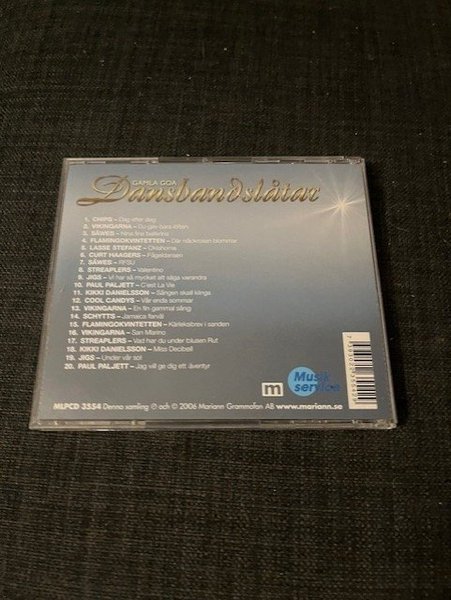 GAMLA GOA
Dansbandslåtar
1. CHIPS – Dag efter dag
2. VIKINGARNA – Du gav bara löften
3. SÄWES – Nina fina ballerina
4. FLAMINGOKVINTETTEN – Där näckrosen blommar
5. LASSE STEFANZ – Oklahoma
6. CURT HAAGERS – Fågeldansen
7. SÄWES – RFSU
8. STREAPLERS – Valentino
9. JIGS – Vi har så mycket att säga varandra
10. PAUL PALJETT – C'est La Vie
11. KIKKI DANIELSSON – Sången skall klinga
12. COOL CANDYS – Vår enda sommar
13. VIKINGARNA – En fin gammal sång
14. SCHYTTS – Jamaica farväl
15. FLAMINGOKVINTETTEN – Kärleksbrev i sanden
16. VIKINGARNA – San Marino
17. STREAPLERS – Vad har du under blusen Rut
18. KIKKI DANIELSSON – Miss Decibell
19. JIGS – Under vår sol
20. PAUL PALJETT – Jag vill ge dig ett äventyr
m
Musik
service
MLPCD 3354 Denna samling ℗ och © 2006 Mariann Grammofon AB www.mariann.se